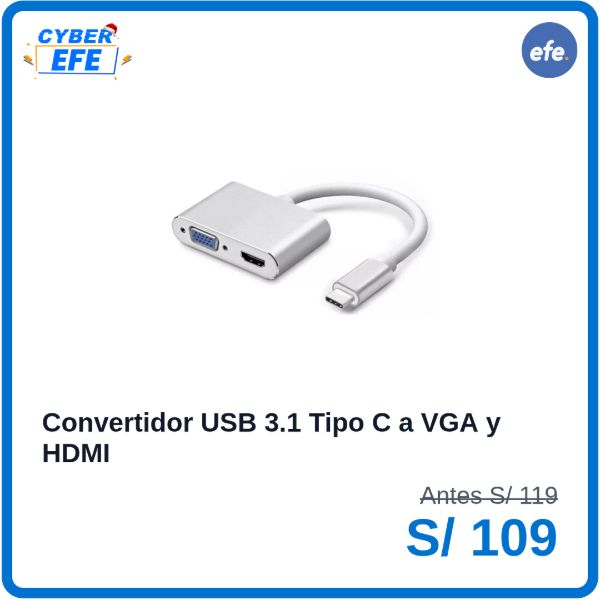 CYBER
EFE
efe.
Convertidor USB 3.1 Tipo C a VGA y
HDMI
Antes S/ 119
S/ 109